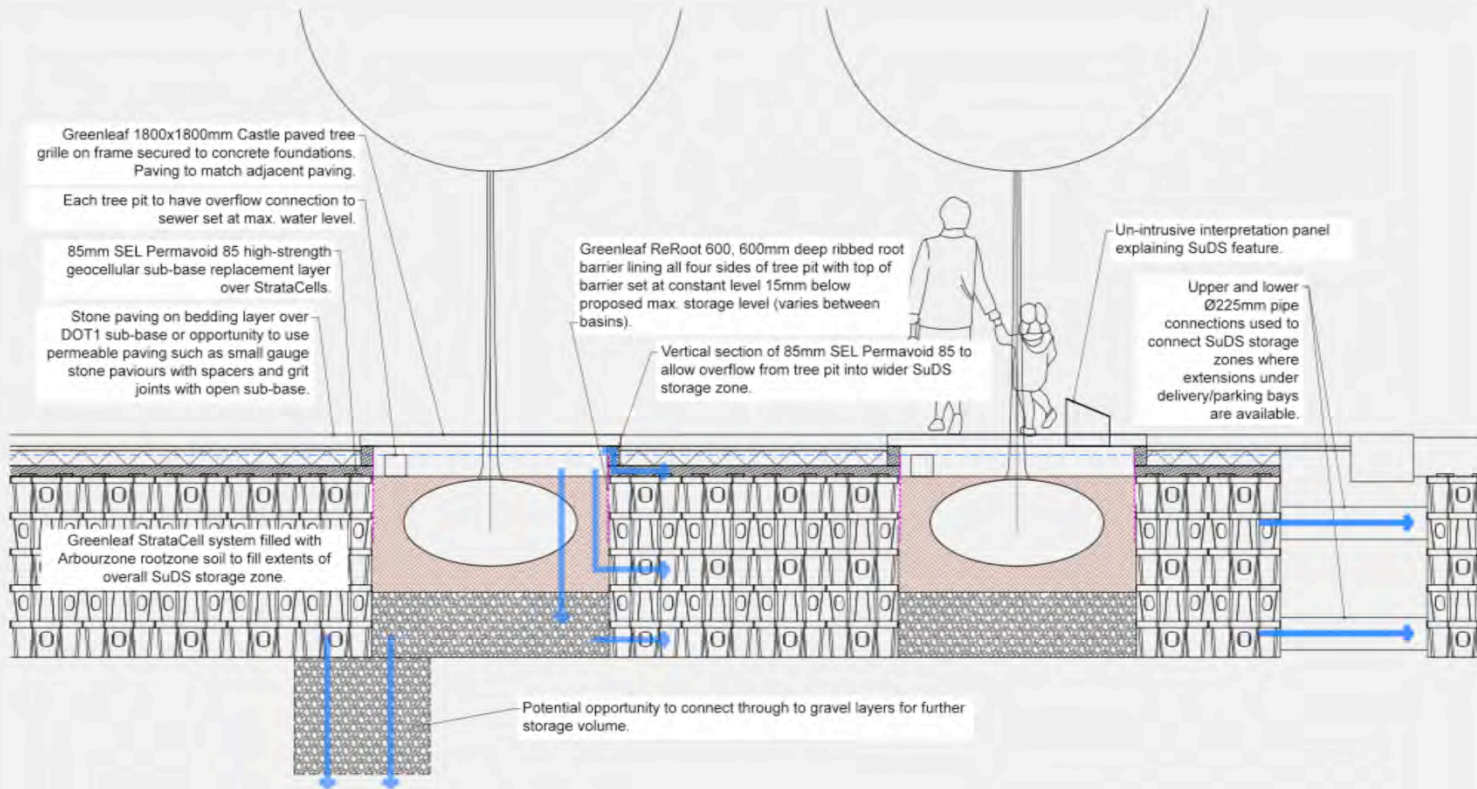 Greenleaf 1800x1800mm Castle paved tree
grille on frame secured to concrete foundations.
Paving to match adjacent paving.
Each tree pit to have overflow connection to
sewer set at max. water level.
85mm SEL Permavoid 85 high-strength
geocellular sub-base replacement layer
over StrataCells.
Stone paving on bedding layer over
DOT1 sub-base or opportunity to use
permeable paving such as small gauge
stone paviours with spacers and grit
joints with open sub-base.
Greenleaf ReRoot 600, 600mm deep ribbed root
barrier lining all four sides of tree pit with top of
barrier set at constant level 15mm below
proposed max. storage level (varies between
basins).
Vertical section of 85mm SEL Permavoid 85 to
allow overflow from tree pit into wider SuDS
storage zone.
Un-intrusive interpretation panel
explaining SuDS feature.
Upper and lower
Ø225mm pipe
connections used to
connect SuDS storage
zones where
extensions under
delivery/parking bays
are available.
Greenleaf StrataCell system filled with
Arbourzone rootzone soil to fill extents of
overall SuDS storage zone.
Potential opportunity to connect through to gravel layers for further
storage volume.